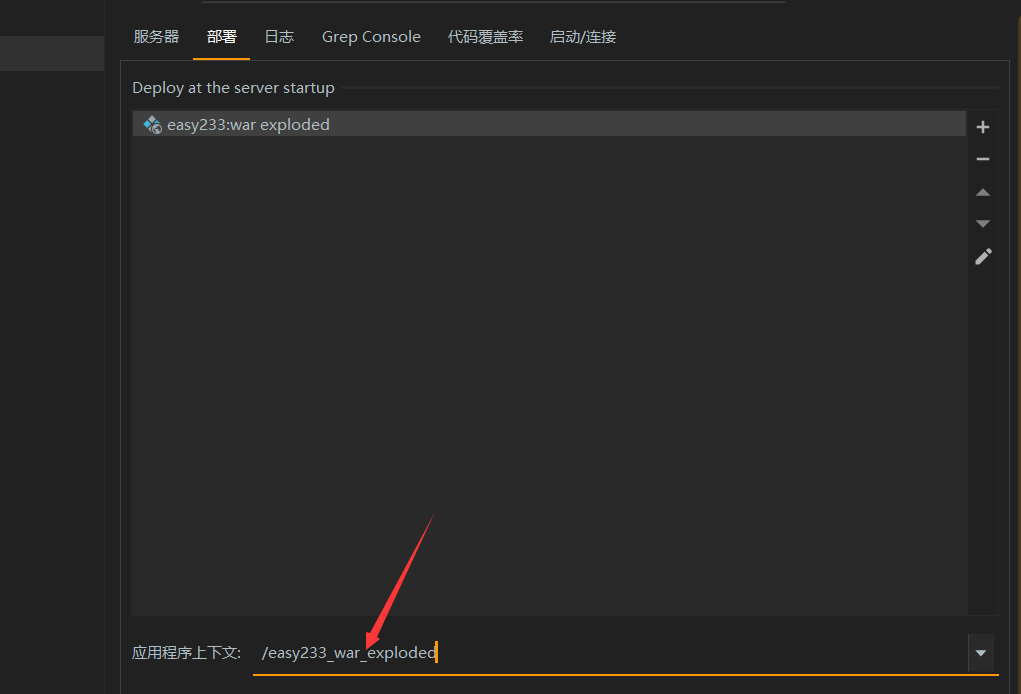 服务器 部署 日志 Grep Console 代码覆盖率 启动/连接
Deploy at the server startup
easy233:war exploded
应用程序上下文: /easy233_war_exploded